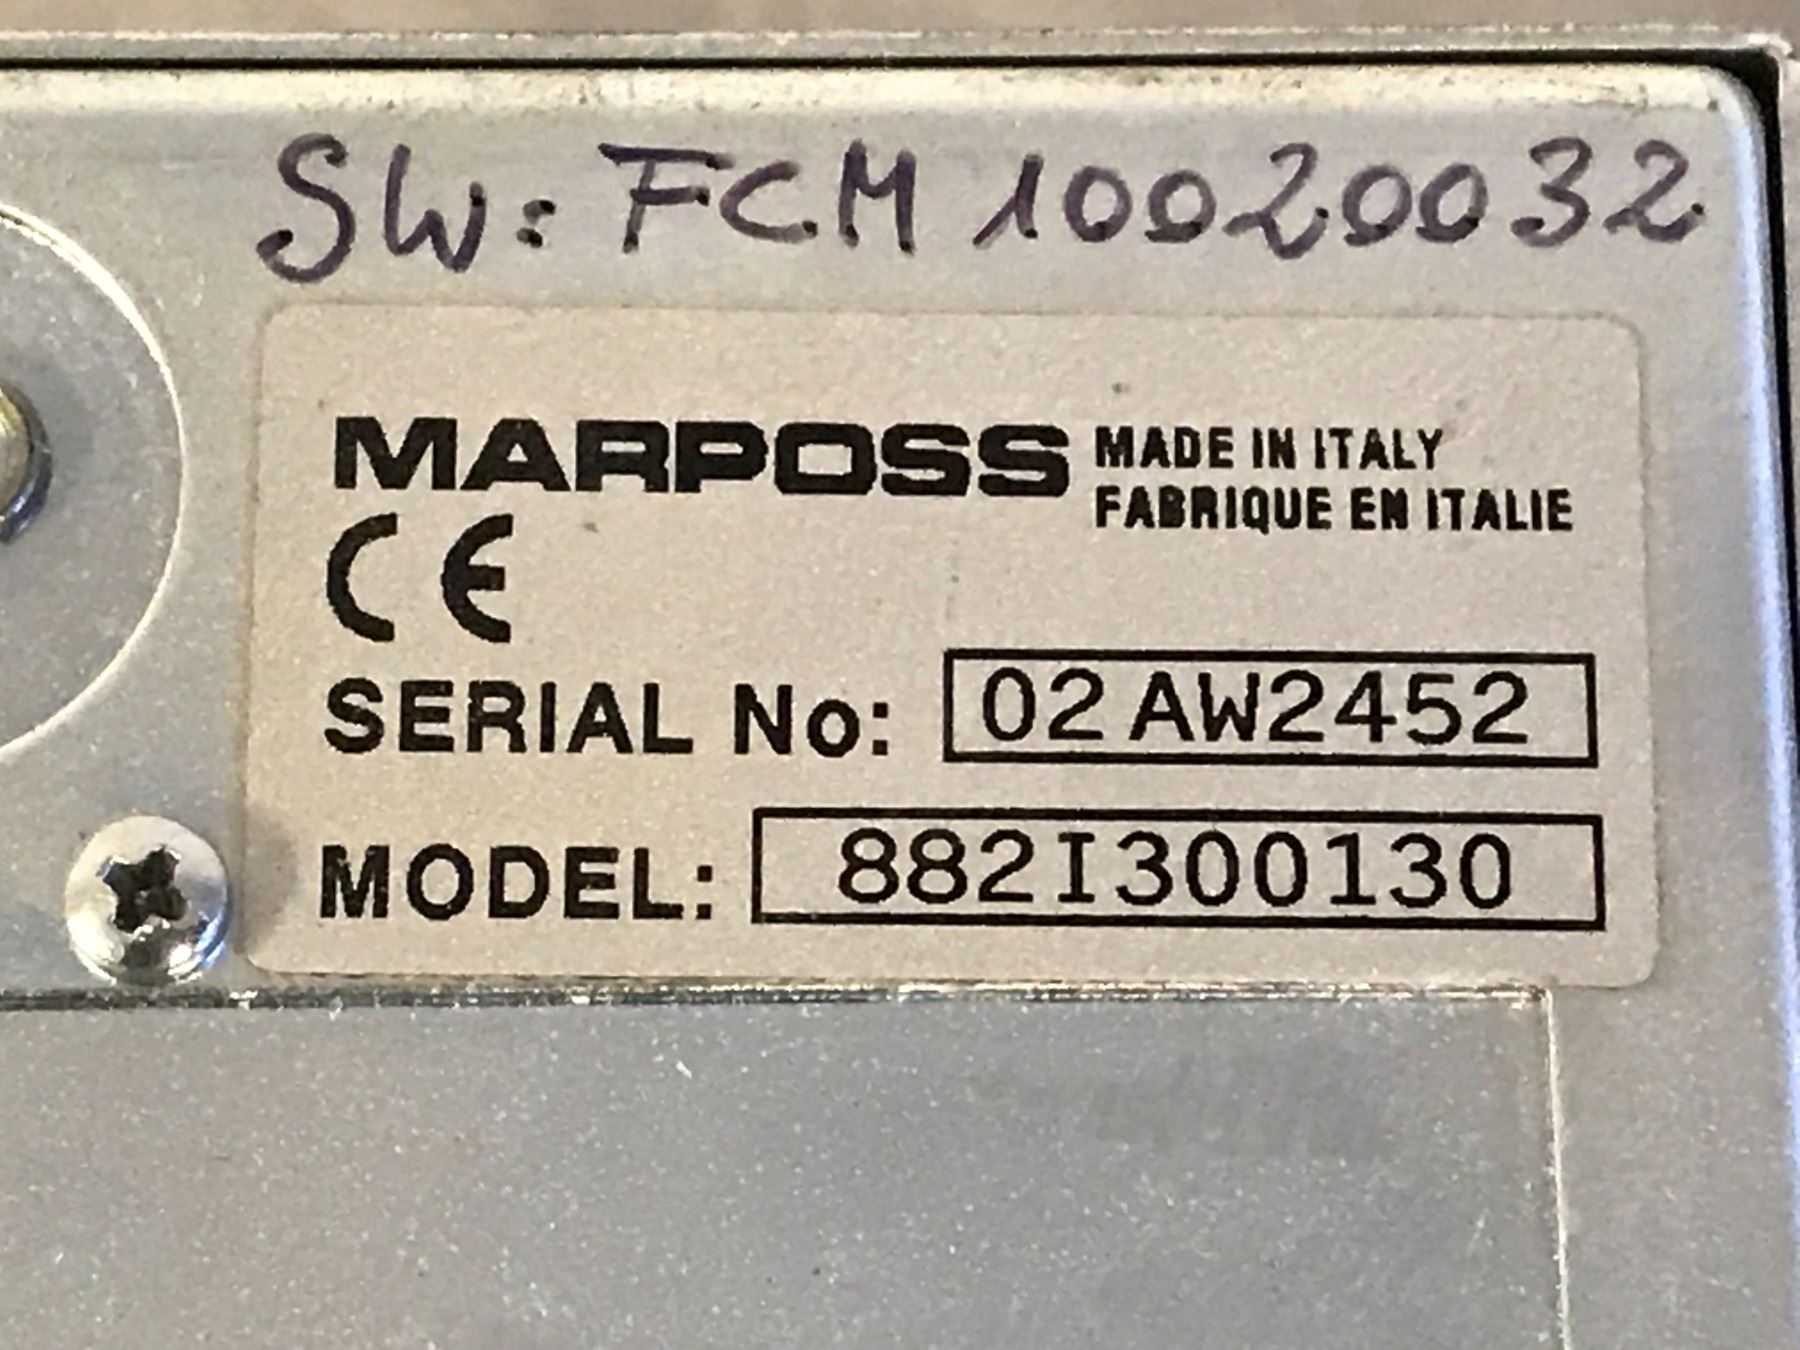 SW: FCM 10020032
MARPOSS MADE IN ITALY
FABRIQUE EN ITALIE
CE
SERIAL No: 02AW2452
MODEL: 882I300130